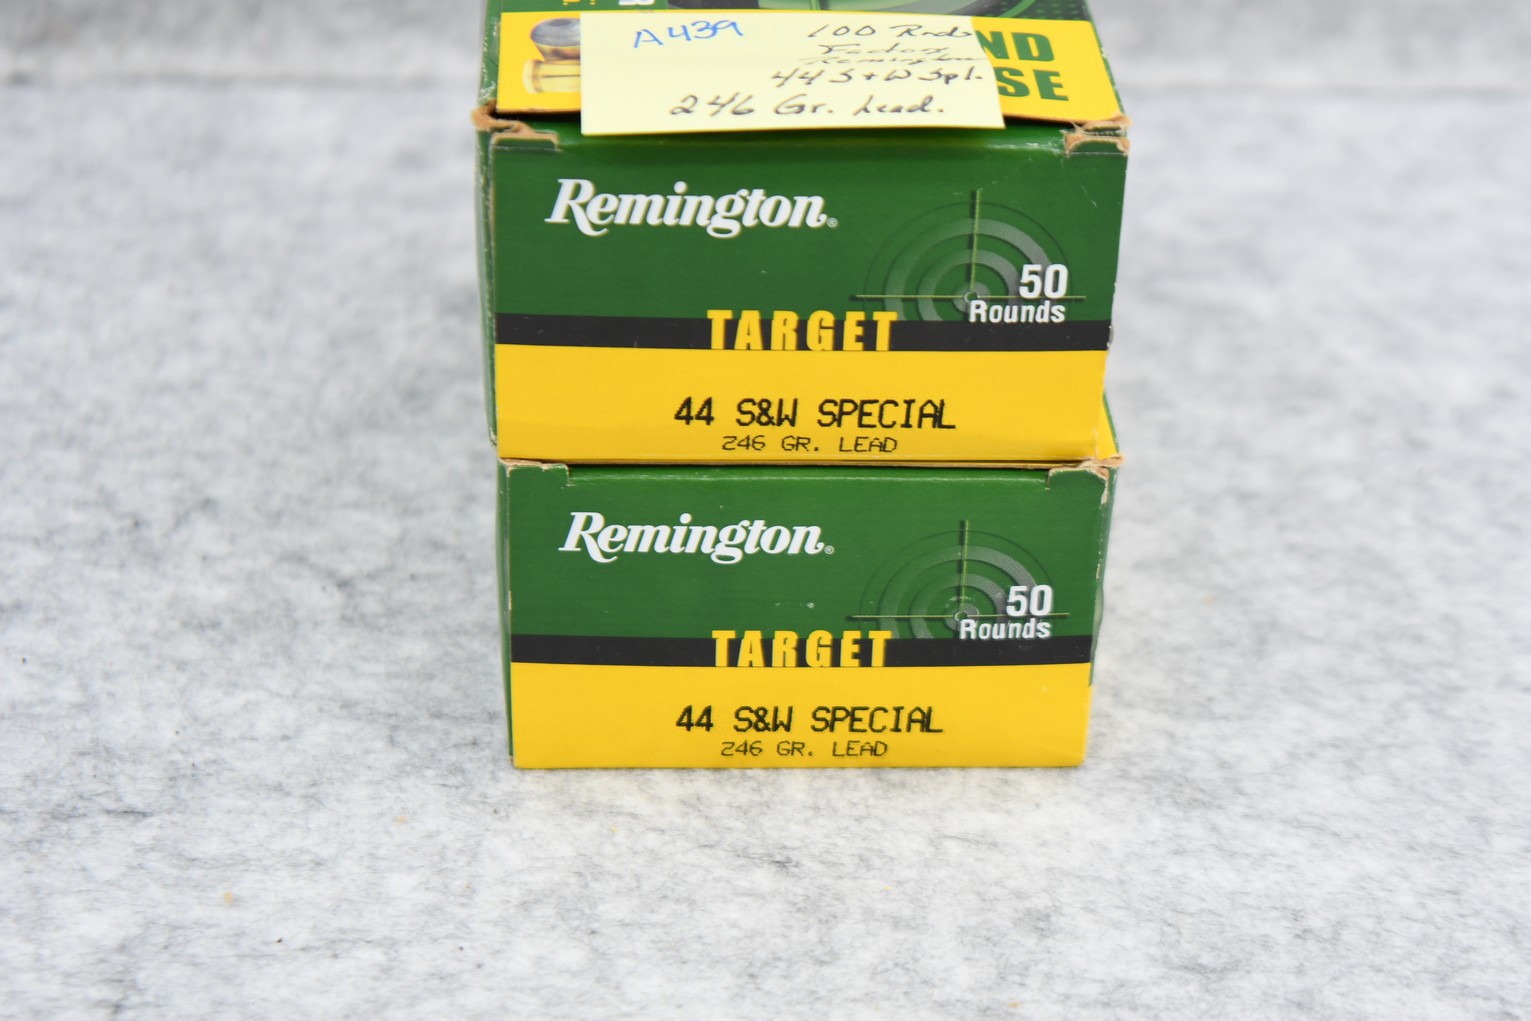 A439
100 Rnds
Factory
Remington
44 S+W Spl.
246 Gr. Lead.
ND
SE
Remington®
50
Rounds
TARGET
44 S&W SPECIAL
246 GR. LEAD
Remington®
50
Rounds
TARGET
44 S&W SPECIAL
246 GR. LEAD